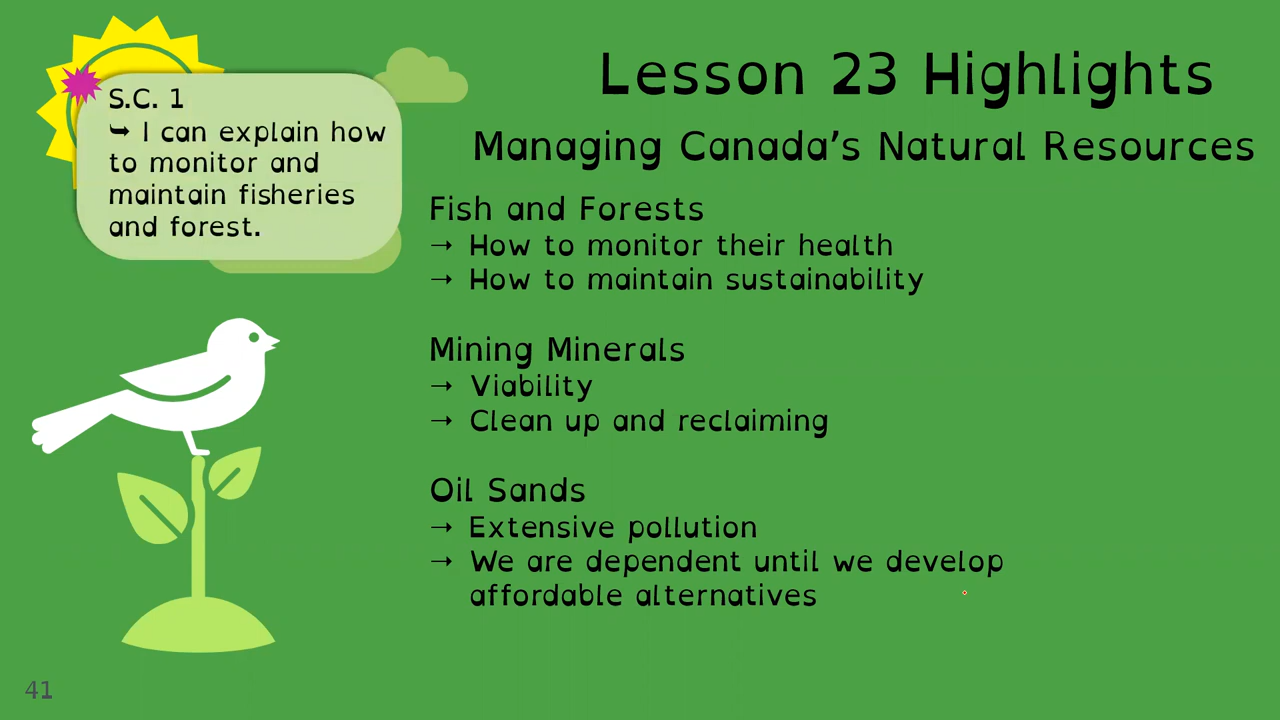 Lesson 23 Highlights
Managing Canada's Natural Resources
S.C. 1
⮩ I can explain how
to monitor and
maintain fisheries
and forest.
Fish and Forests
→ How to monitor their health
→ How to maintain sustainability
Mining Minerals
→ Viability
→ Clean up and reclaiming
Oil Sands
→ Extensive pollution
→ We are dependent until we develop
affordable alternatives
41